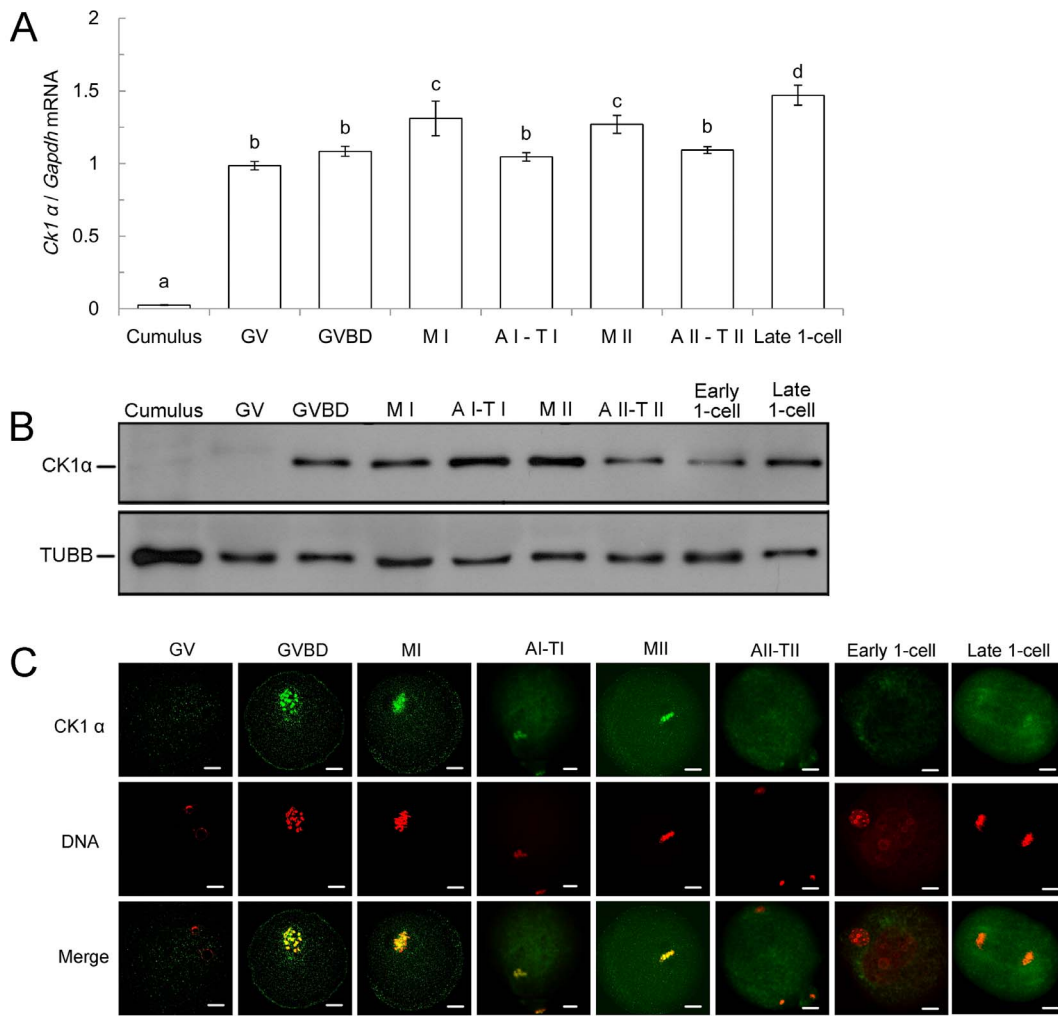 A
2
1.5
1
0.5
0
Ck1 α / Gapdh mRNA
a
b
b
c
b
c
b
d
Cumulus GV GVBD M I A I - T I M II A II - T II Late 1-cell
B
Cumulus GV GVBD M I A I-T I M II A II-T II Early 1-cell Late 1-cell
CK1α
TUBB
C
GV GVBD MI AI-TI MII AII-TII Early 1-cell Late 1-cell
CK1 α
DNA
Merge